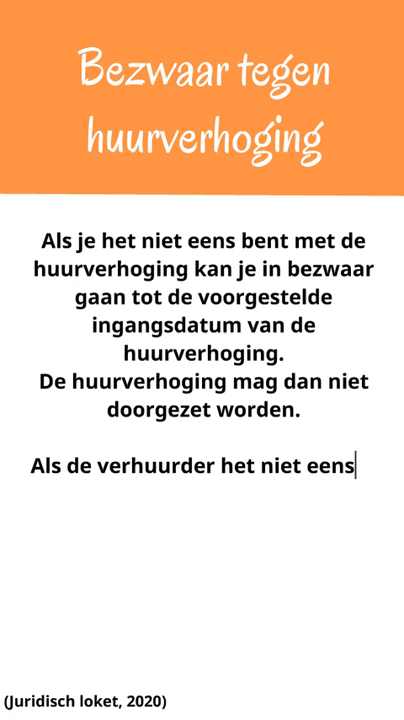 Bezwaar tegen
huurverhoging
Als je het niet eens bent met de
huurverhoging kan je in bezwaar
gaan tot de voorgestelde
ingangsdatum van de
huurverhoging.
De huurverhoging mag dan niet
doorgezet worden.
Als de verhuurder het niet eens
(Juridisch loket, 2020)